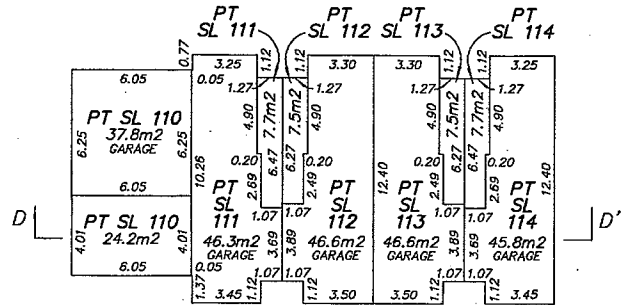 PT SL 111
PT SL 112
PT SL 113
PT SL 114
0.77
3.25
1.12
1.12
3.30
3.30
1.12
1.12
3.25
6.05
0.05
1.27
1.27
1.27
1.27
PT SL 110
37.8m2
GARAGE
6.25
6.25
4.90
7.7m2
7.5m2
4.90
4.90
7.5m2
7.7m2
4.90
6.47
6.27
6.27
6.47
0.20
0.20
0.20
0.20
10.26
2.69
2.49
12.40
2.49
2.69
12.40
6.05
PT SL 110
24.2m2
4.01
4.01
6.05
PT
SL
111
46.3m2
GARAGE
1.07
1.07
3.69
3.89
PT
SL
112
46.6m2
GARAGE
PT
SL
113
46.6m2
GARAGE
1.07
1.07
3.89
3.69
PT
SL
114
45.8m2
GARAGE
D
D'
0.05
1.37
3.45
1.12
1.07
1.07
1.12
3.50
3.50
1.12
1.07
1.07
1.12
3.45